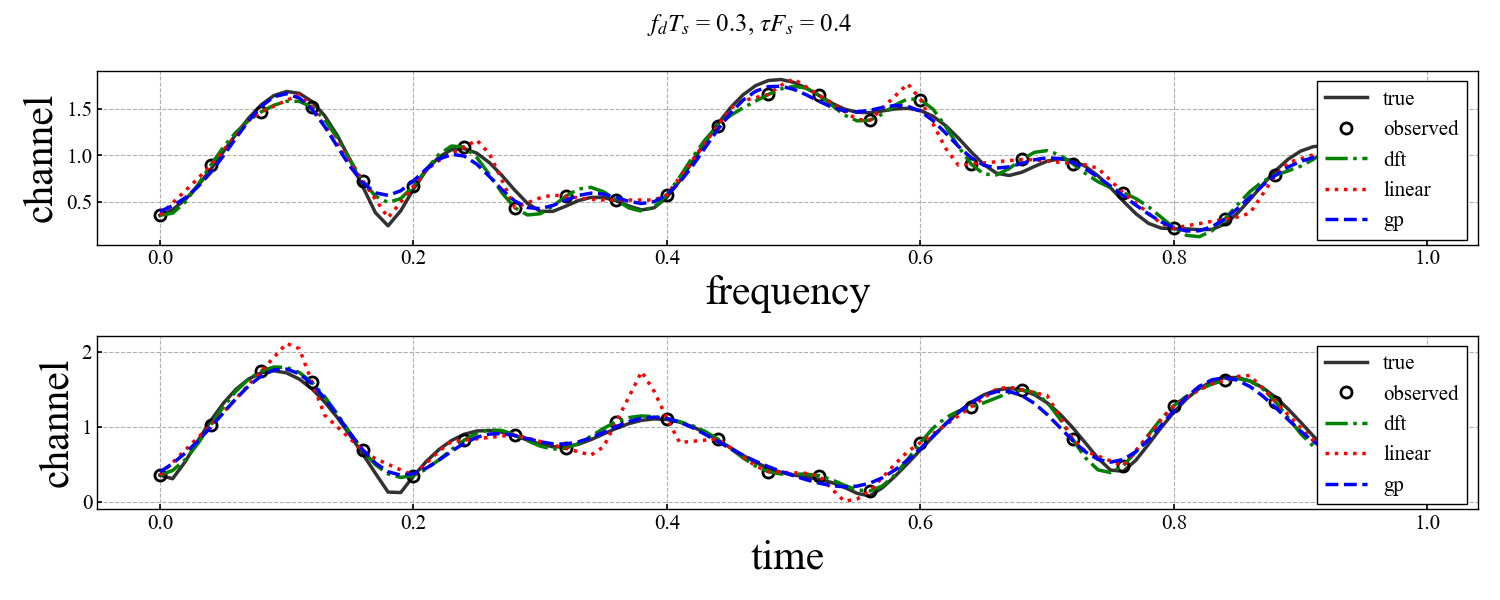 f_dT_s = 0.3, τF_s = 0.4
channel
1.5
1.0
0.5
0.0 0.2 0.4 0.6 0.8 1.0
frequency
true
observed
dft
linear
gp
channel
2
1
0
0.0 0.2 0.4 0.6 0.8 1.0
time
true
observed
dft
linear
gp